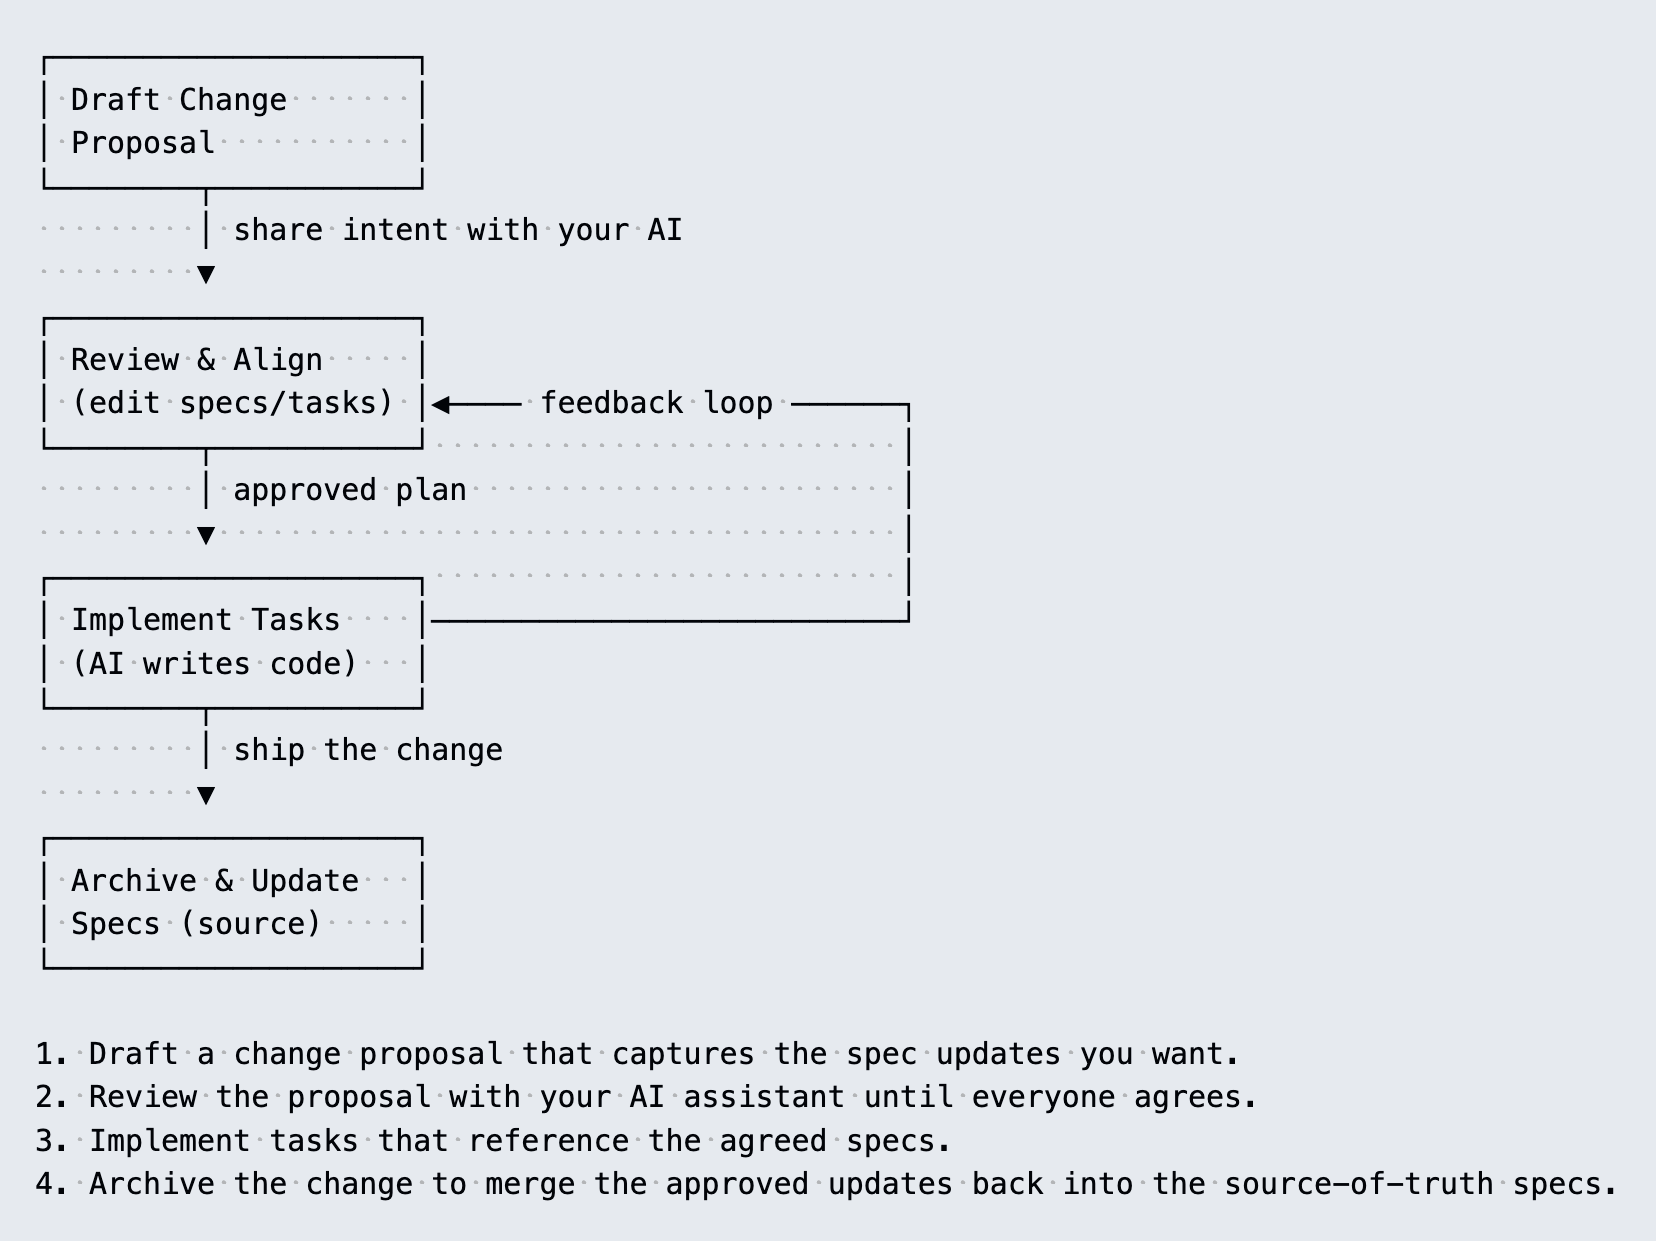 Draft Change
Proposal
share intent with your AI
Review & Align
(edit specs/tasks)
feedback loop
approved plan
Implement Tasks
(AI writes code)
ship the change
Archive & Update
Specs (source)
1. Draft a change proposal that captures the spec updates you want.
2. Review the proposal with your AI assistant until everyone agrees.
3. Implement tasks that reference the agreed specs.
4. Archive the change to merge the approved updates back into the source-of-truth specs.